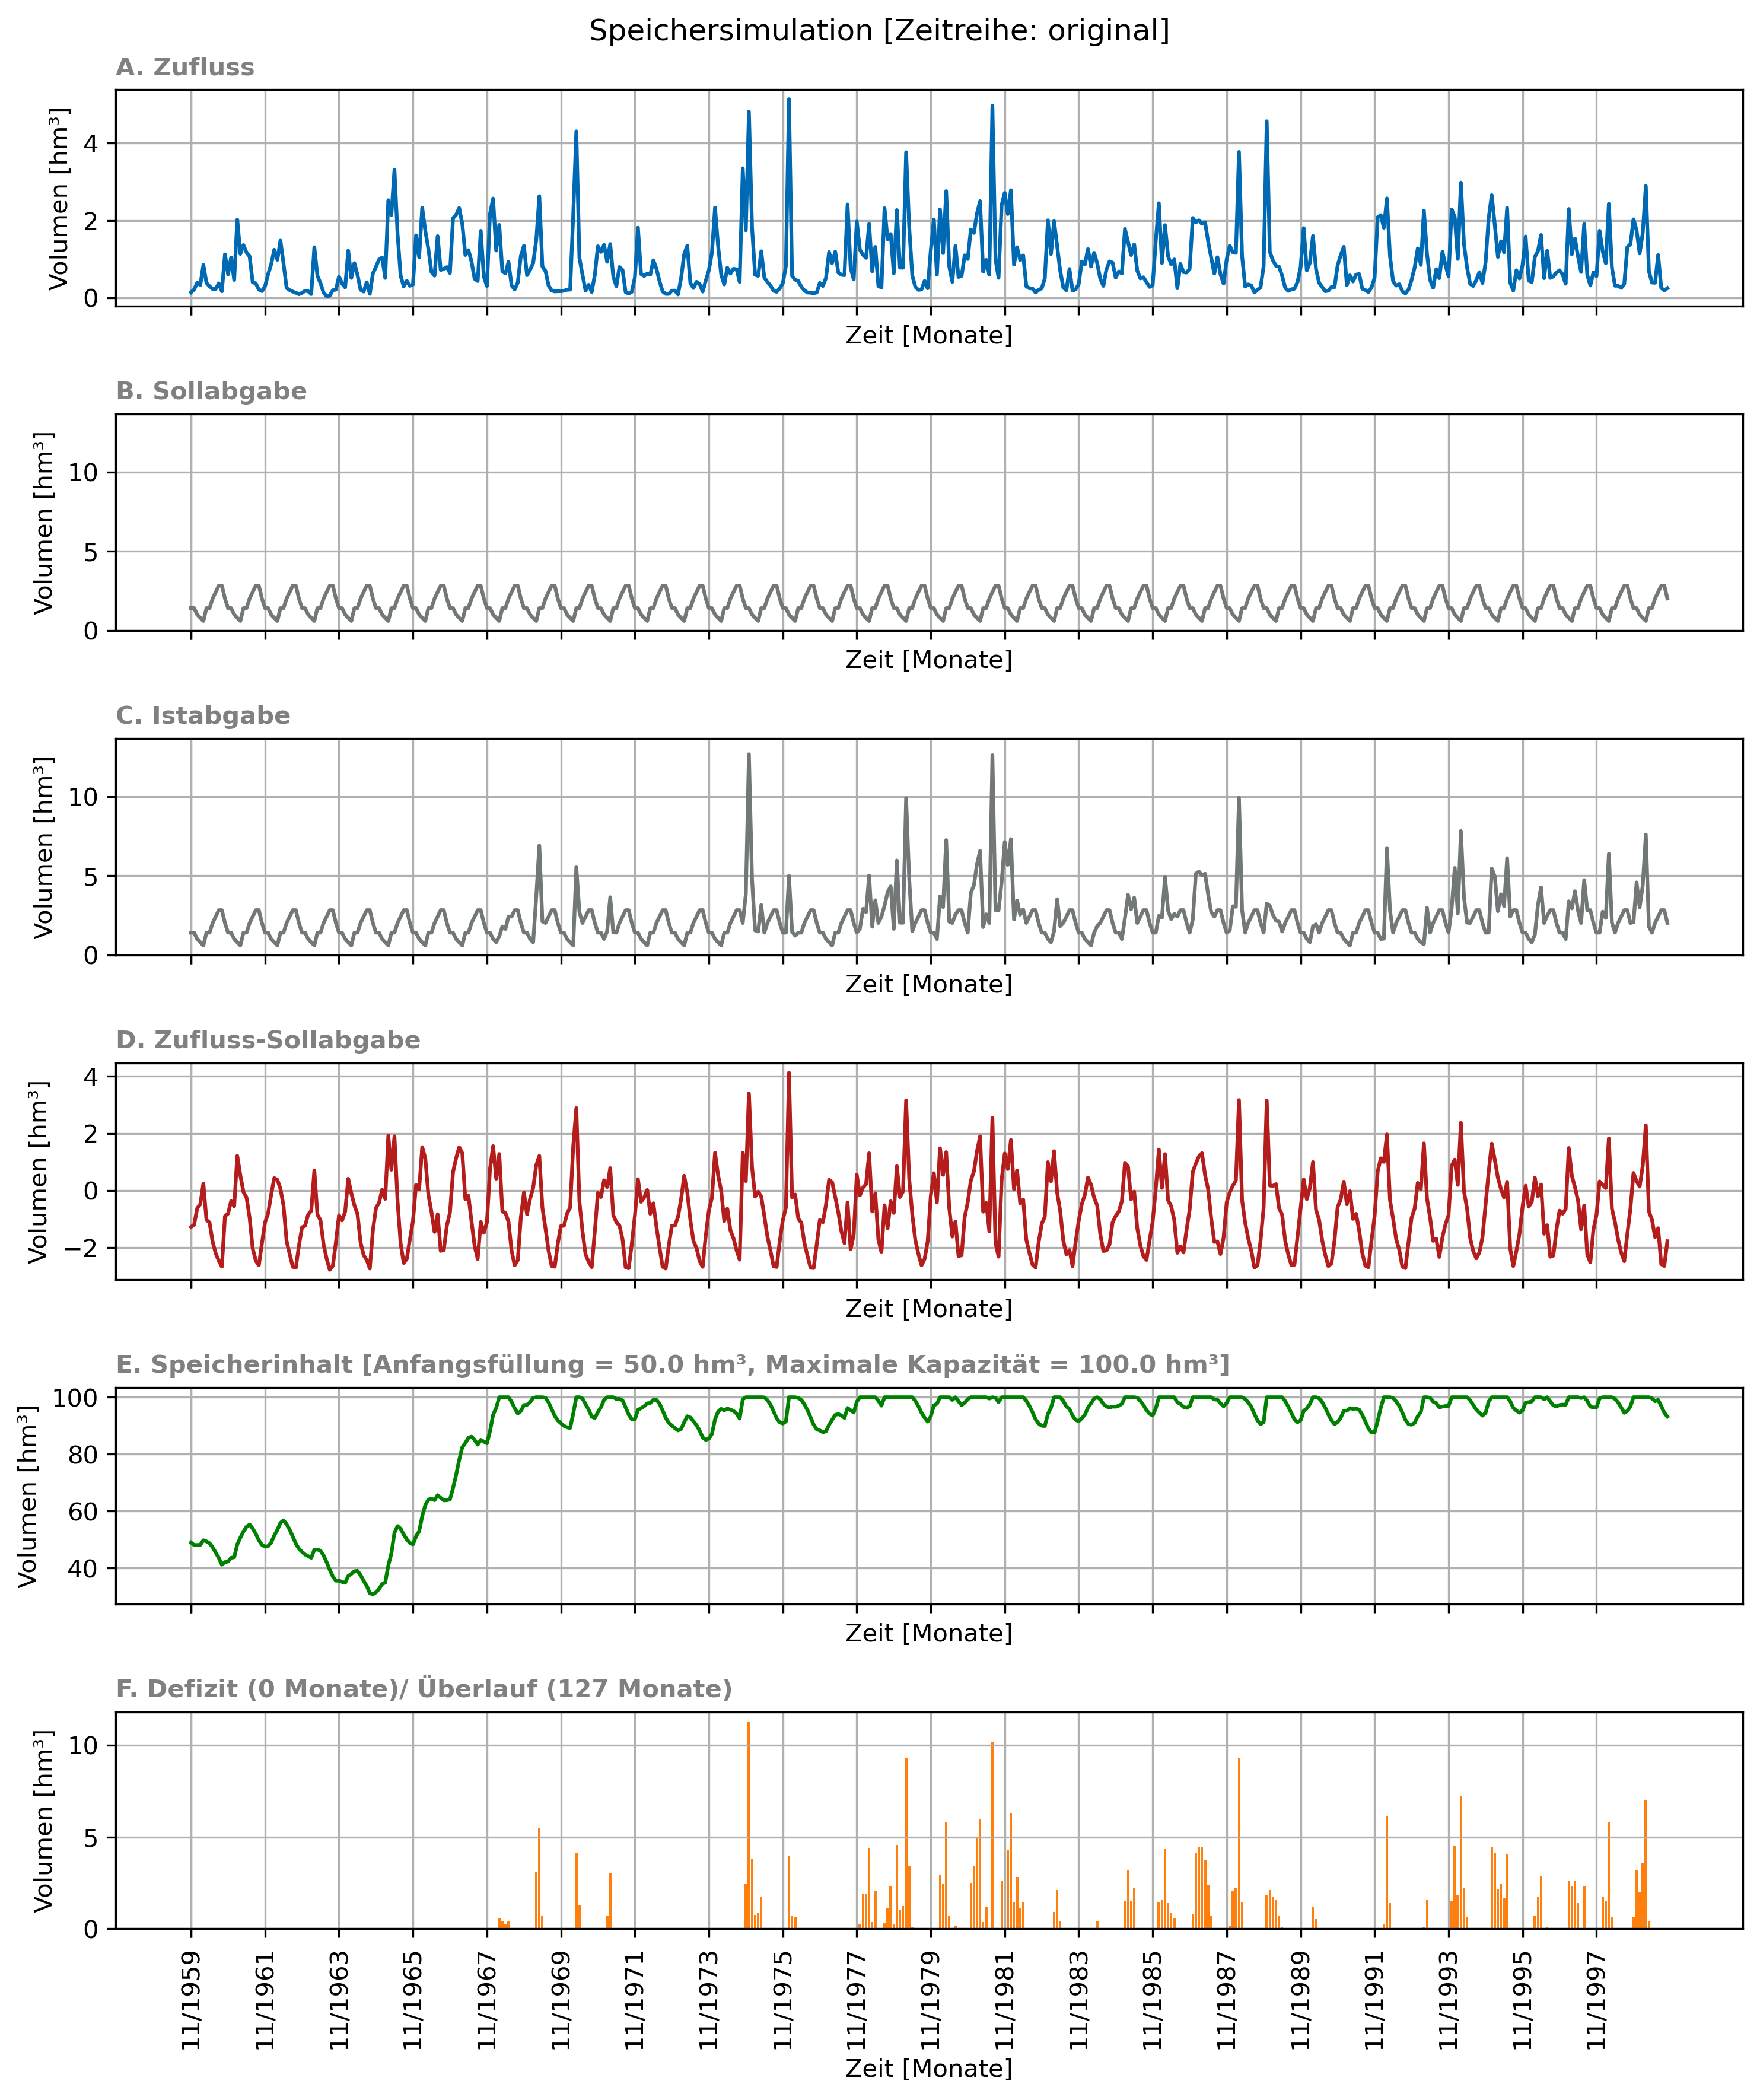 Speichersimulation [Zeitreihe: original]
A. Zufluss
Volumen [hm³]
4
2
0
Zeit [Monate]
B. Sollabgabe
Volumen [hm³]
10
5
0
Zeit [Monate]
C. Istabgabe
Volumen [hm³]
10
5
0
Zeit [Monate]
D. Zufluss-Sollabgabe
Volumen [hm³]
4
2
0
−2
Zeit [Monate]
E. Speicherinhalt [Anfangsfüllung = 50.0 hm³, Maximale Kapazität = 100.0 hm³]
Volumen [hm³]
100
80
60
40
Zeit [Monate]
F. Defizit (0 Monate)/ Überlauf (127 Monate)
Volumen [hm³]
10
5
0
11/1959
11/1961
11/1963
11/1965
11/1967
11/1969
11/1971
11/1973
11/1975
11/1977
11/1979
11/1981
11/1983
11/1985
11/1987
11/1989
11/1991
11/1993
11/1995
11/1997
Zeit [Monate]